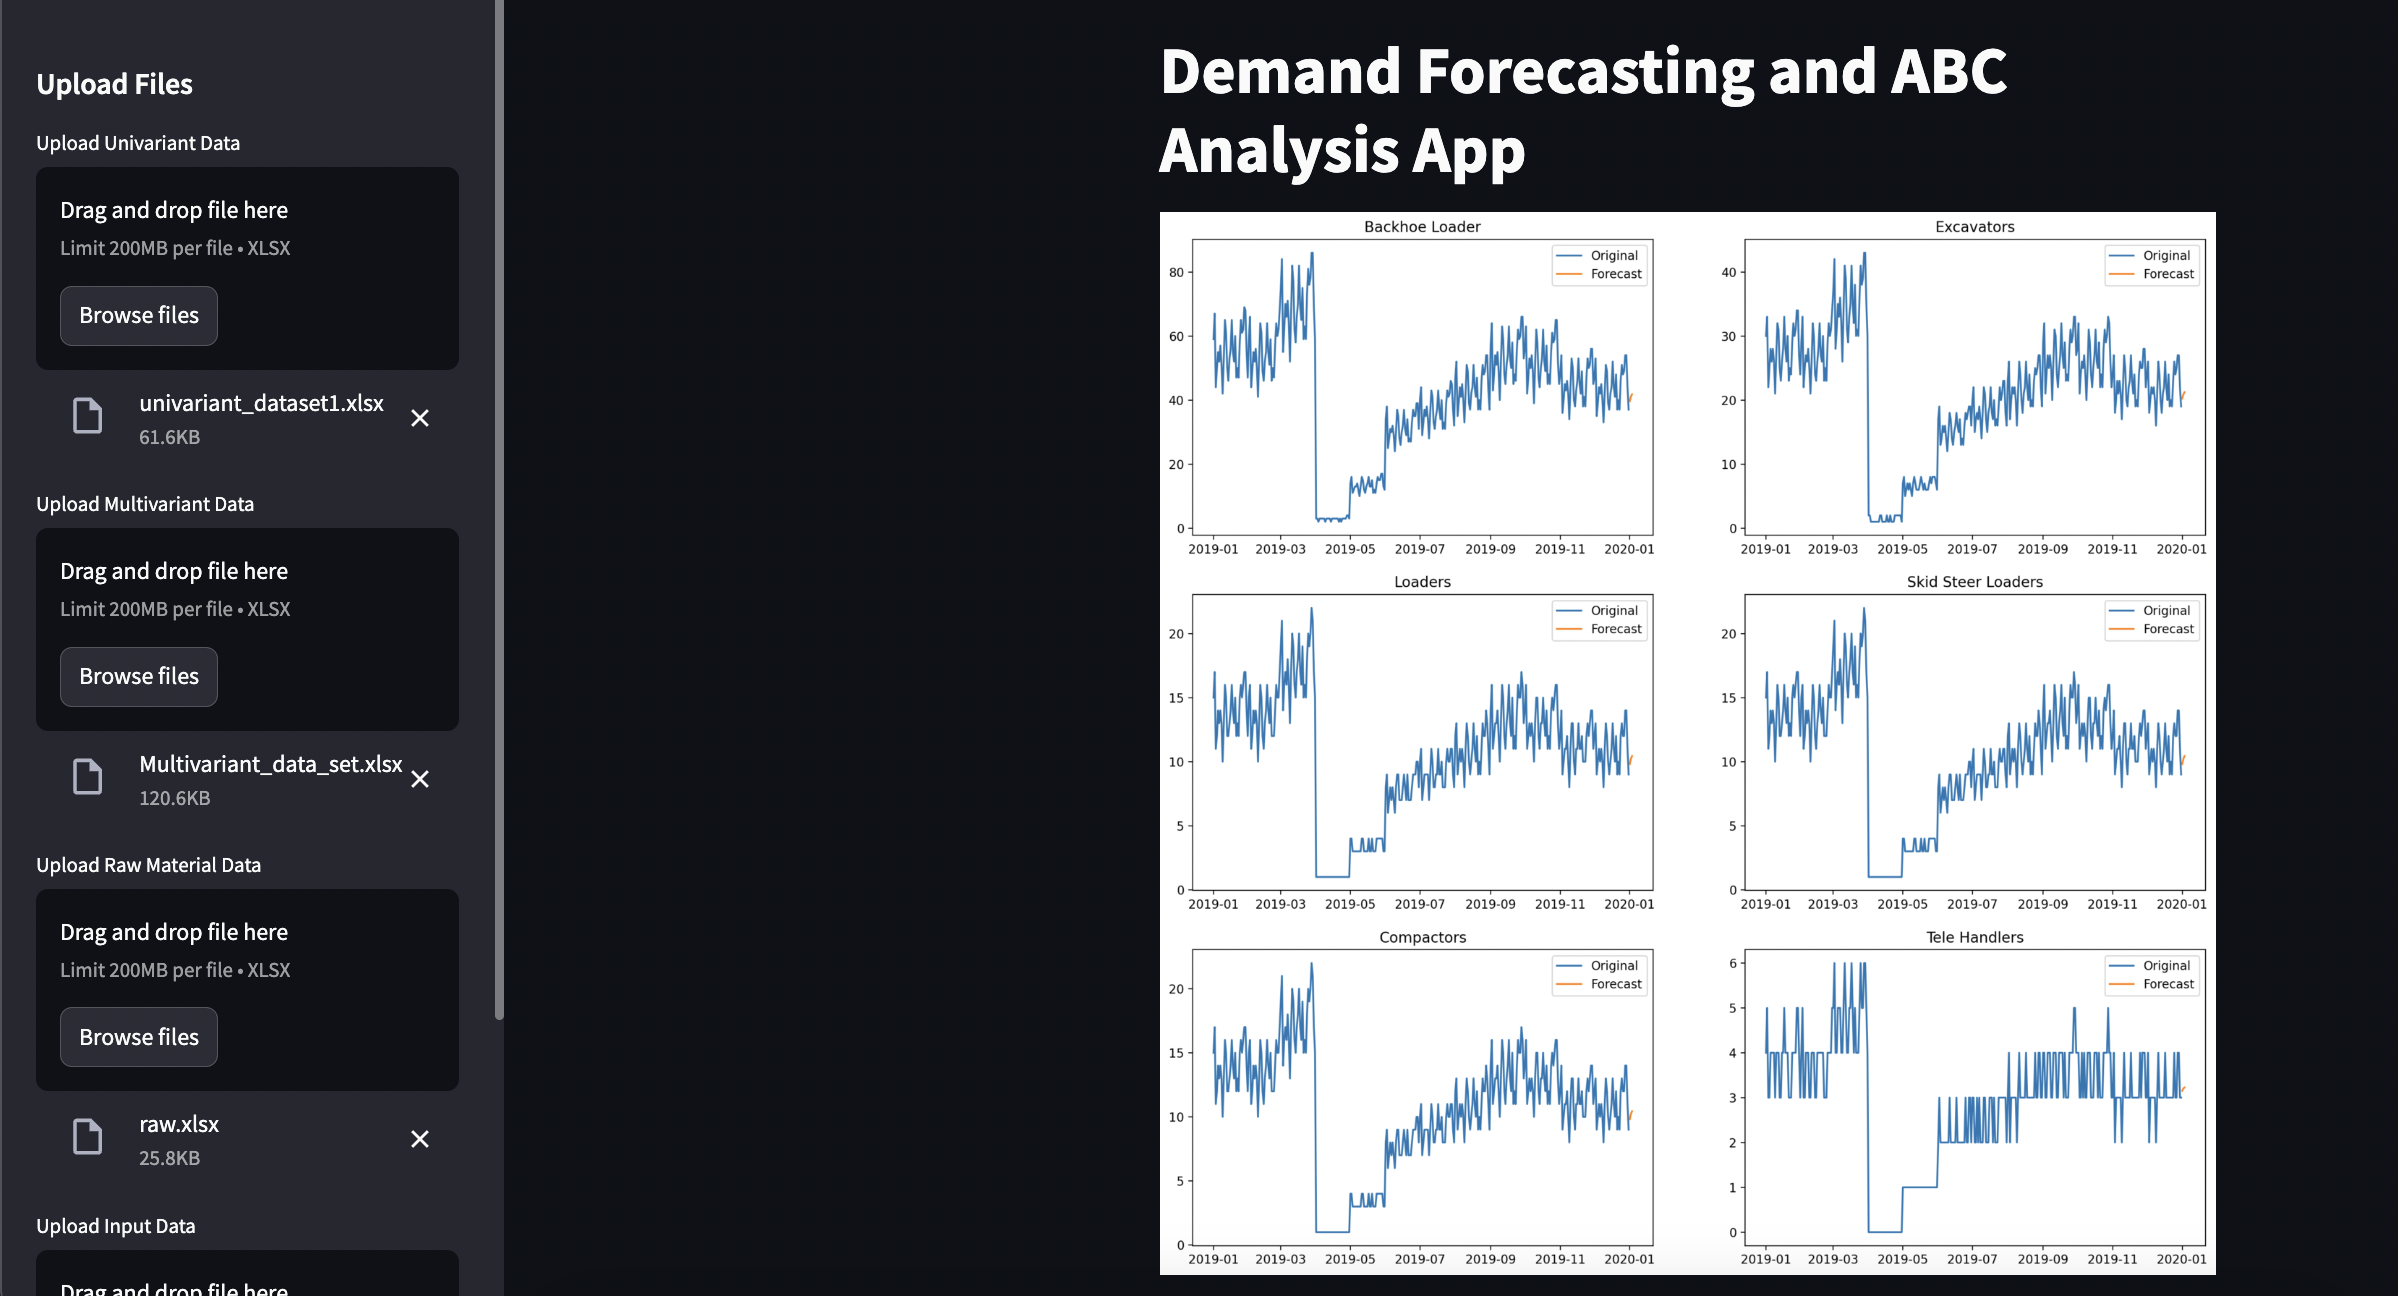 Upload Files
Upload Univariant Data
Drag and drop file here
Limit 200MB per file • XLSX
Browse files
univariant_dataset1.xlsx
61.6KB
Upload Multivariant Data
Drag and drop file here
Limit 200MB per file • XLSX
Browse files
Multivariant_data_set.xlsx
120.6KB
Upload Raw Material Data
Drag and drop file here
Limit 200MB per file • XLSX
Browse files
raw.xlsx
25.8KB
Upload Input Data
Drag and drop file here
Demand Forecasting and ABC
Analysis App
Backhoe Loader
Original
Forecast
80
60
40
20
0
2019-01 2019-03 2019-05 2019-07 2019-09 2019-11 2020-01
Excavators
Original
Forecast
40
30
20
10
0
2019-01 2019-03 2019-05 2019-07 2019-09 2019-11 2020-01
Loaders
Original
Forecast
20
15
10
5
0
2019-01 2019-03 2019-05 2019-07 2019-09 2019-11 2020-01
Skid Steer Loaders
Original
Forecast
20
15
10
5
0
2019-01 2019-03 2019-05 2019-07 2019-09 2019-11 2020-01
Compactors
Original
Forecast
20
15
10
5
0
2019-01 2019-03 2019-05 2019-07 2019-09 2019-11 2020-01
Tele Handlers
Original
Forecast
6
5
4
3
2
1
0
2019-01 2019-03 2019-05 2019-07 2019-09 2019-11 2020-01